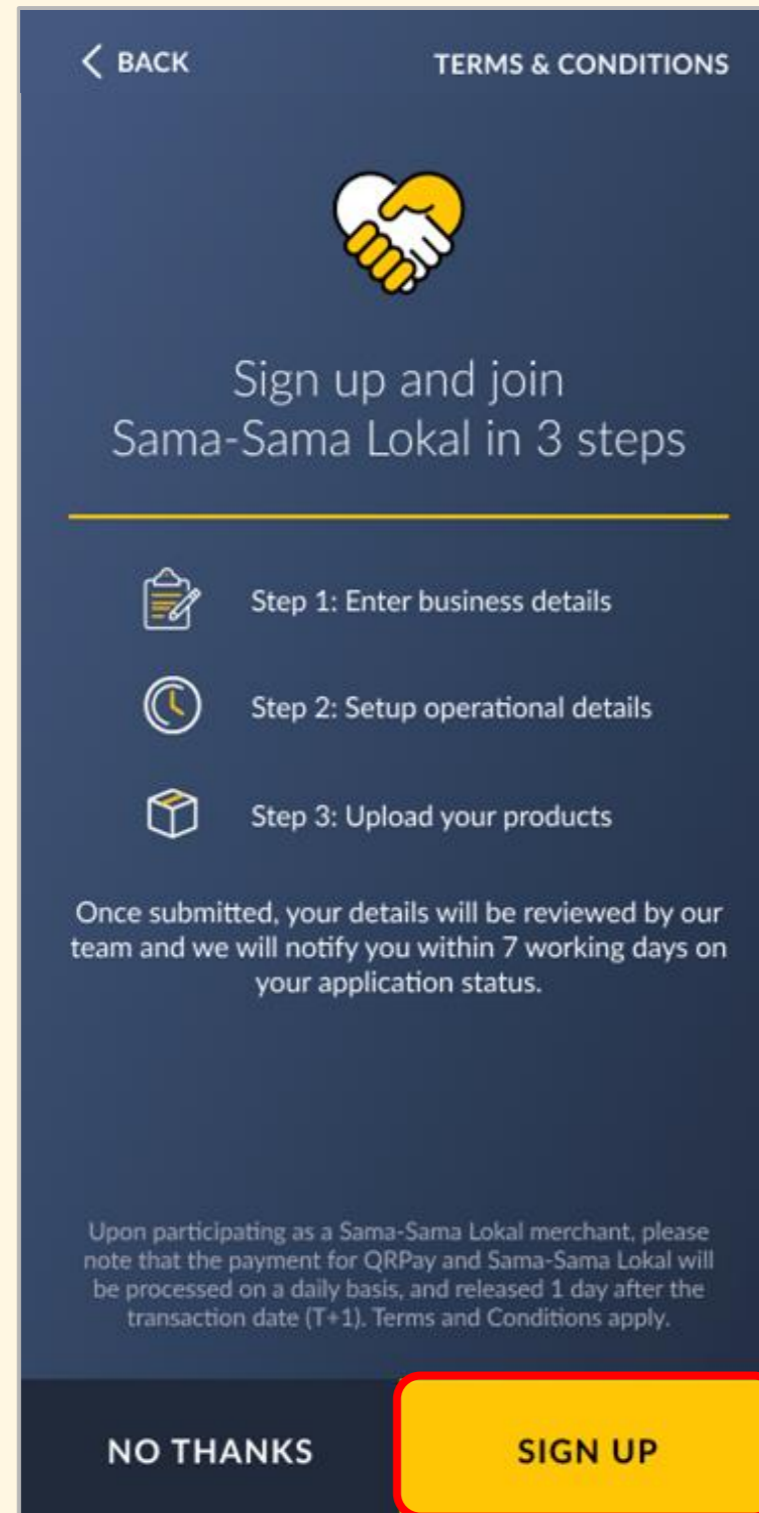 BACK
TERMS & CONDITIONS
Sign up and join
Sama-Sama Lokal in 3 steps
Step 1: Enter business details
Step 2: Setup operational details
Step 3: Upload your products
Once submitted, your details will be reviewed by our
team and we will notify you within 7 working days on
your application status.
Upon participating as a Sama-Sama Lokal merchant, please
note that the payment for QRPay and Sama-Sama Lokal will
be processed on a daily basis, and released 1 day after the
transaction date (T+1). Terms and Conditions apply.
NO THANKS
SIGN UP